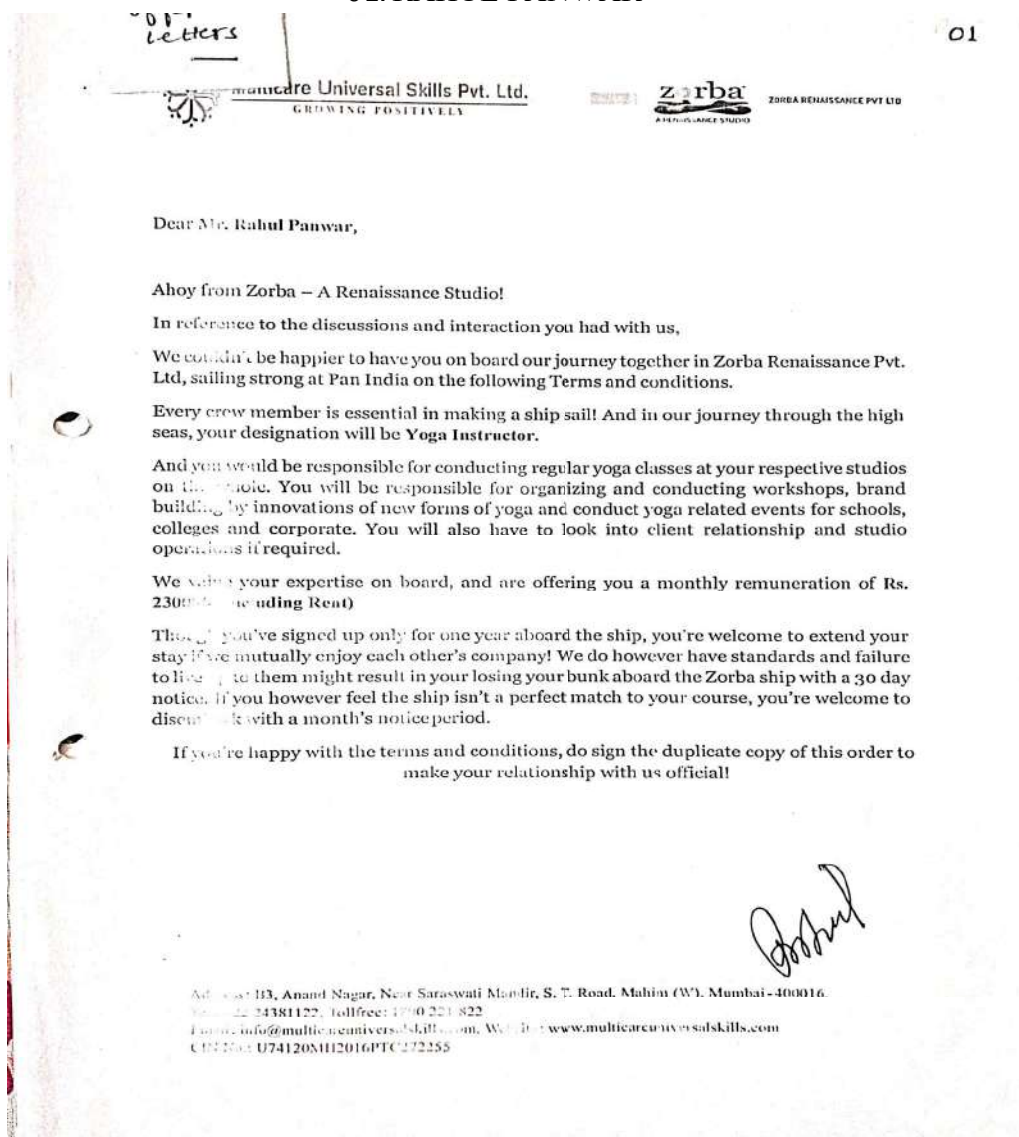 Letters
01
Universal Skills Pvt. Ltd.
GROWING POSITIVELY
zorba
A RENAISSANCE STUDIO
ZORBA RENAISSANCE PVT LTD
Dear Mr. Rahul Panwar,
Ahoy from Zorba – A Renaissance Studio!
In reference to the discussions and interaction you had with us,
We couldn't be happier to have you on board our journey together in Zorba Renaissance Pvt.
Ltd, sailing strong at Pan India on the following Terms and conditions.
Every crew member is essential in making a ship sail! And in our journey through the high
seas, your designation will be Yoga Instructor.
And you would be responsible for conducting regular yoga classes at your respective studios
on You will be responsible for organizing and conducting workshops, brand
building by innovations of new forms of yoga and conduct yoga related events for schools,
colleges and corporate. You will also have to look into client relationship and studio
operations if required.
We value your expertise on board, and are offering you a monthly remuneration of Rs.
Rent)
Though you've signed up only for one year aboard the ship, you're welcome to extend your
stay if we mutually enjoy each other's company! We do however have standards and failure
to live to them might result in your losing your bunk aboard the Zorba ship with a 30 day
notice. If you however feel the ship isn't a perfect match to your course, you're welcome to
with a month's notice period.
If you're happy with the terms and conditions, do sign the duplicate copy of this order to
make your relationship with us official!
B3, Anand Nagar, Near Saraswati Mandir, S. T. Road. Mahim (W). Mumbai-400016.
24381122, Tollfree: 822
www.multicareuniversalskills.com
U74120MH2016PTC272255